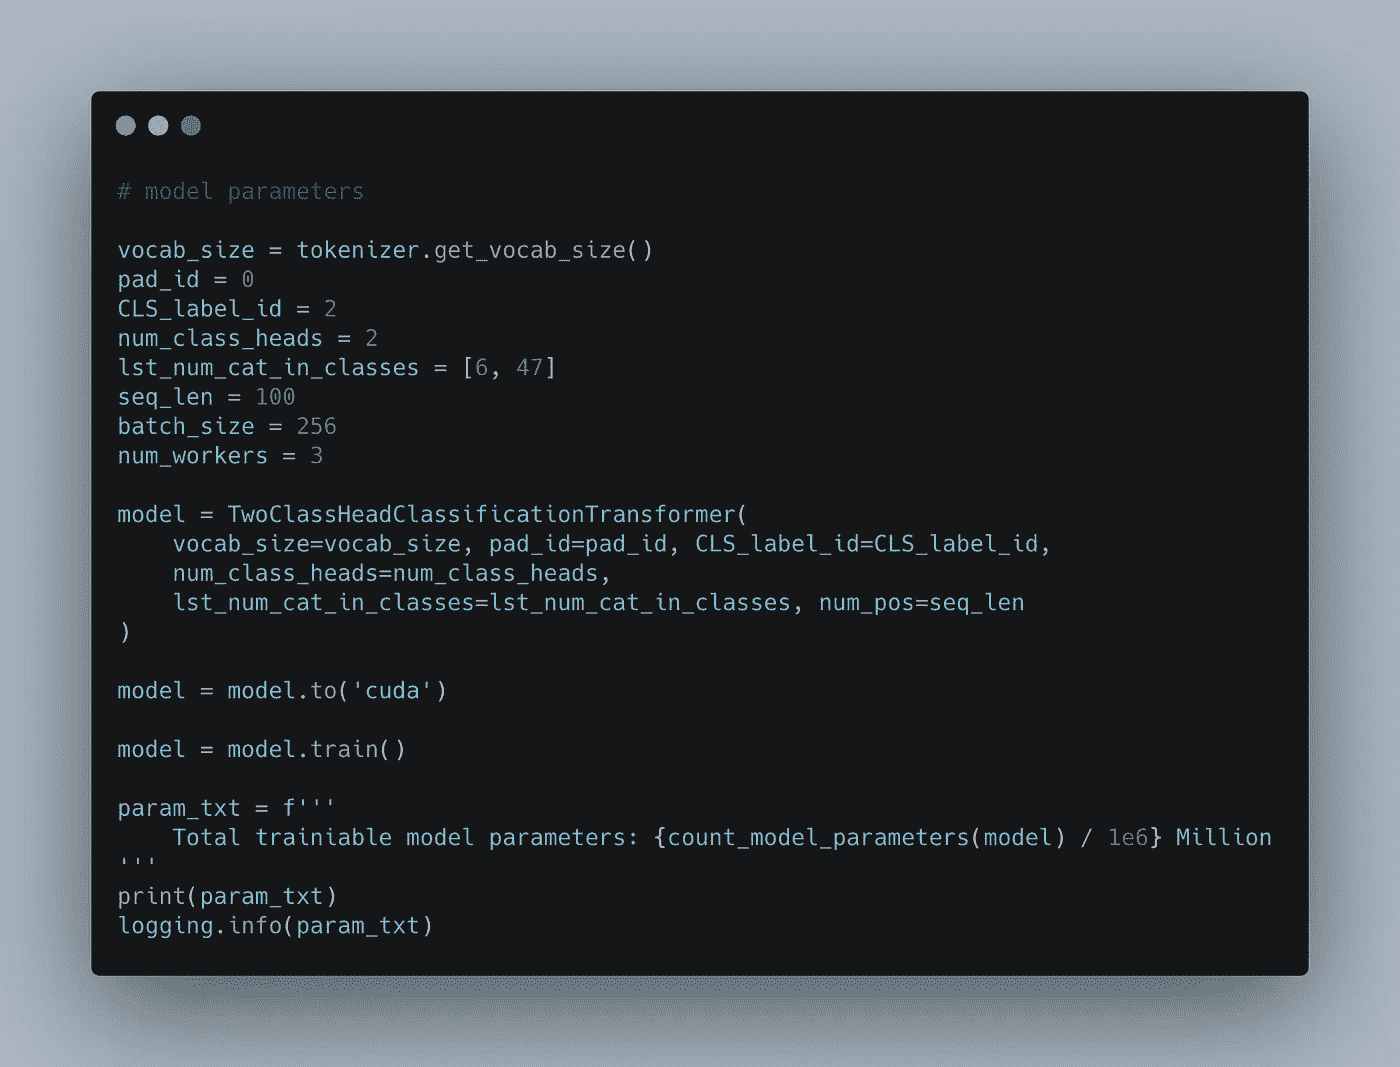 # model parameters

vocab_size = tokenizer.get_vocab_size()
pad_id = 0
CLS_label_id = 2
num_class_heads = 2
lst_num_cat_in_classes = [6, 47]
seq_len = 100
batch_size = 256
num_workers = 3

model = TwoClassHeadClassificationTransformer(
    vocab_size=vocab_size, pad_id=pad_id, CLS_label_id=CLS_label_id,
    num_class_heads=num_class_heads,
    lst_num_cat_in_classes=lst_num_cat_in_classes, num_pos=seq_len
)

model = model.to('cuda')

model = model.train()

param_txt = f'''
    Total trainiable model parameters: {count_model_parameters(model) / 1e6} Million
'''
print(param_txt)
logging.info(param_txt)